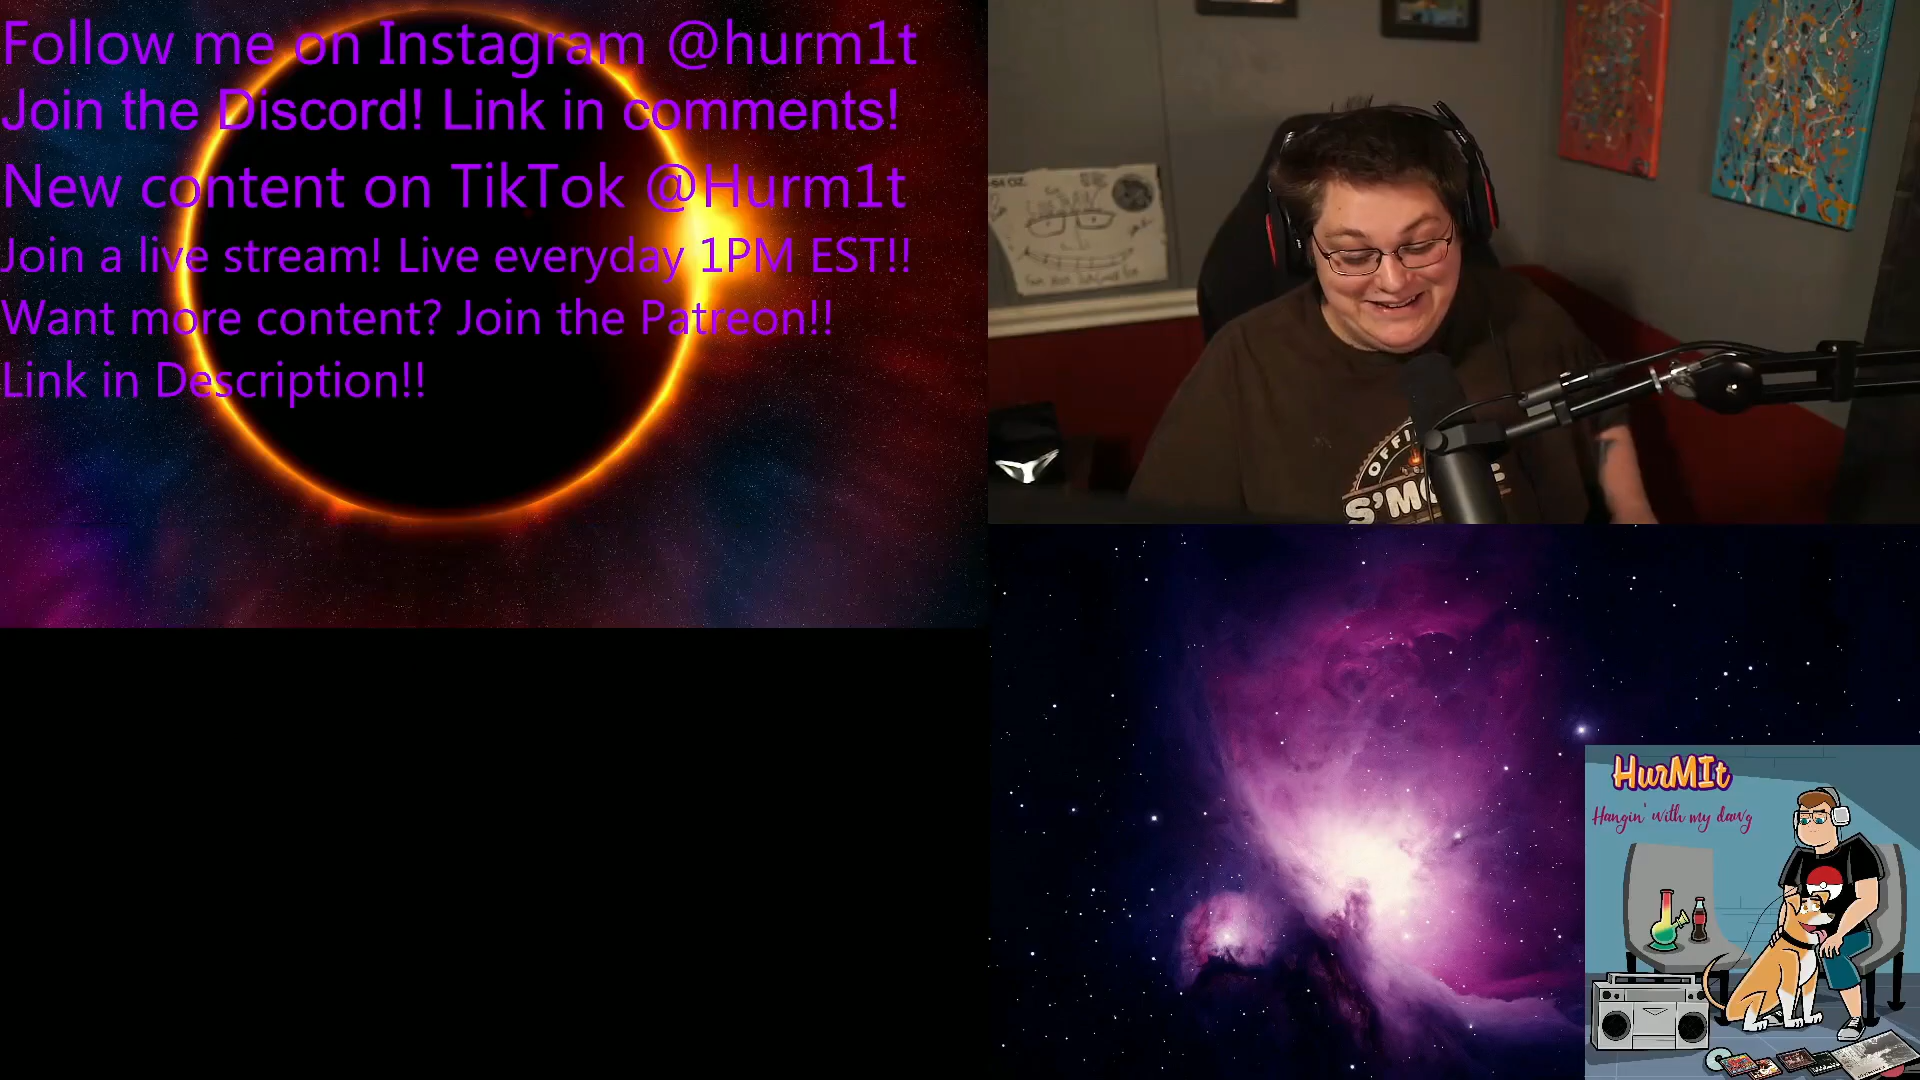 Follow me on Instagram @hurm1t
Join the Discord! Link in comments!
New content on TikTok @Hurm1t
Join a live stream! Live everyday 1PM EST!!
Want more content? Join the Patreon!!
Link in Description!!
HurMIt
Hangin' with my dawg